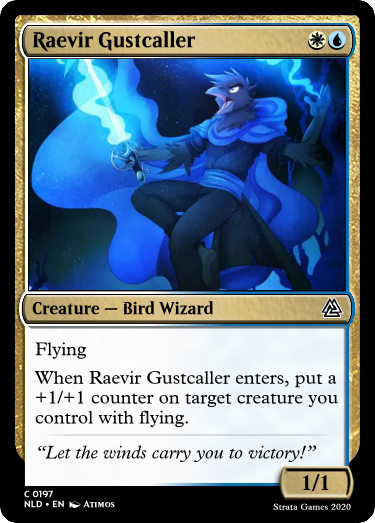 Raevir Gustcaller
Creature — Bird Wizard
Flying
When Raevir Gustcaller enters, put a
+1/+1 counter on target creature you
control with flying.
“Let the winds carry you to victory!”
1/1
C 0197
NLD • EN Atimos
Strata Games 2020